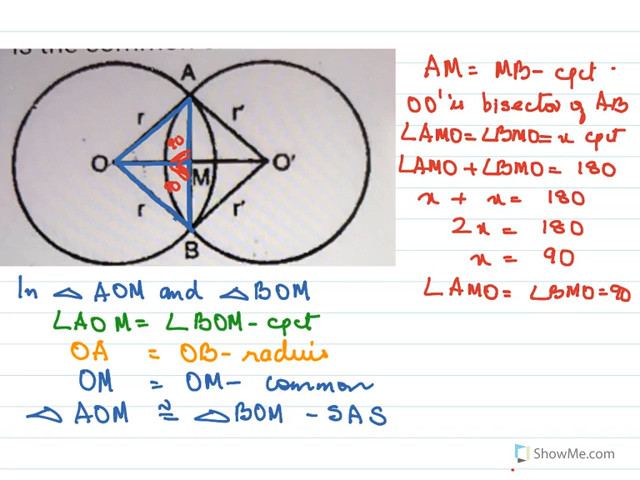 A
r r'
90
O M O'
90
r r'
B
AM = MB - cpct .
OO' is bisector of AB
∠AMO = ∠BMO = x cpct
∠AMO + ∠BMO = 180
x + x = 180
2x = 180
x = 90
∠AMO = ∠BMO = 90
In △ AOM and △BOM
∠AOM = ∠BOM - cpct
OA = OB - raduis
OM = OM - common
△ AOM ≅ △BOM - SAS
ShowMe.com